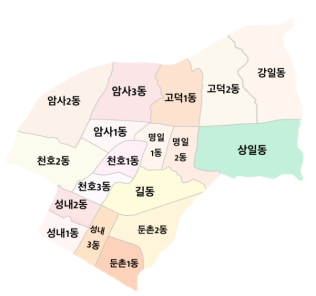 강일동
고덕2동
암사3동
고덕1동
암사2동
암사1동
명일
1동
명일
2동
상일동
천호2동
천호1동
천호3동
길동
성내2동
성내1동
성내
3동
둔촌2동
둔촌1동